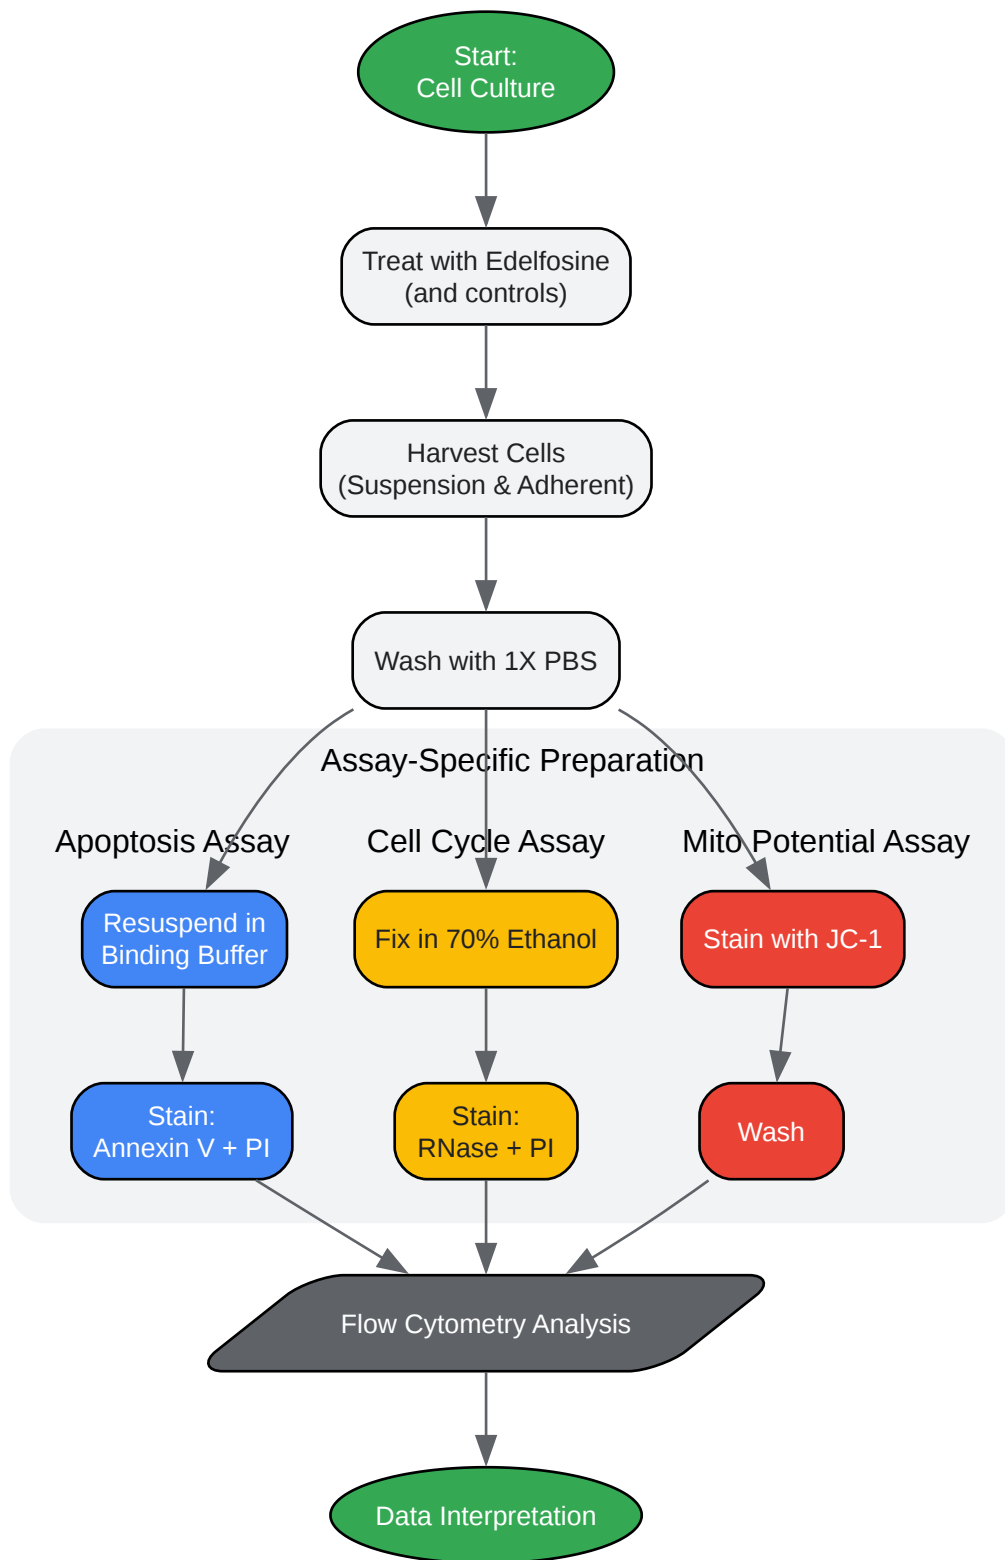 Start:
Cell Culture
Treat with Edelfosine
(and controls)
Harvest Cells
(Suspension & Adherent)
Wash with 1X PBS
Assay-Specific Preparation
Apoptosis Assay
Cell Cycle Assay
Mito Potential Assay
Resuspend in
Binding Buffer
Fix in 70% Ethanol
Stain with JC-1
Stain:
Annexin V + PI
Stain:
RNase + PI
Wash
Flow Cytometry Analysis
Data Interpretation